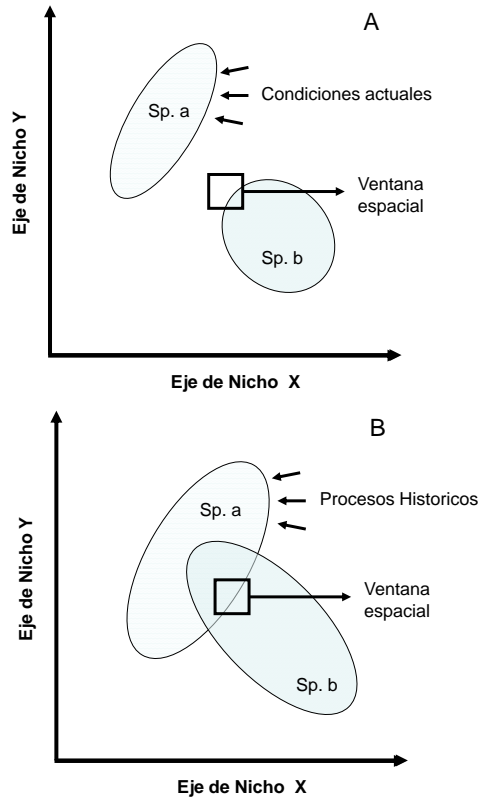 A
Sp. a
Condiciones actuales
Ventana
espacial
Sp. b
Eje de Nicho Y
Eje de Nicho X
B
Sp. a
Procesos Historicos
Ventana
espacial
Sp. b
Eje de Nicho Y
Eje de Nicho X